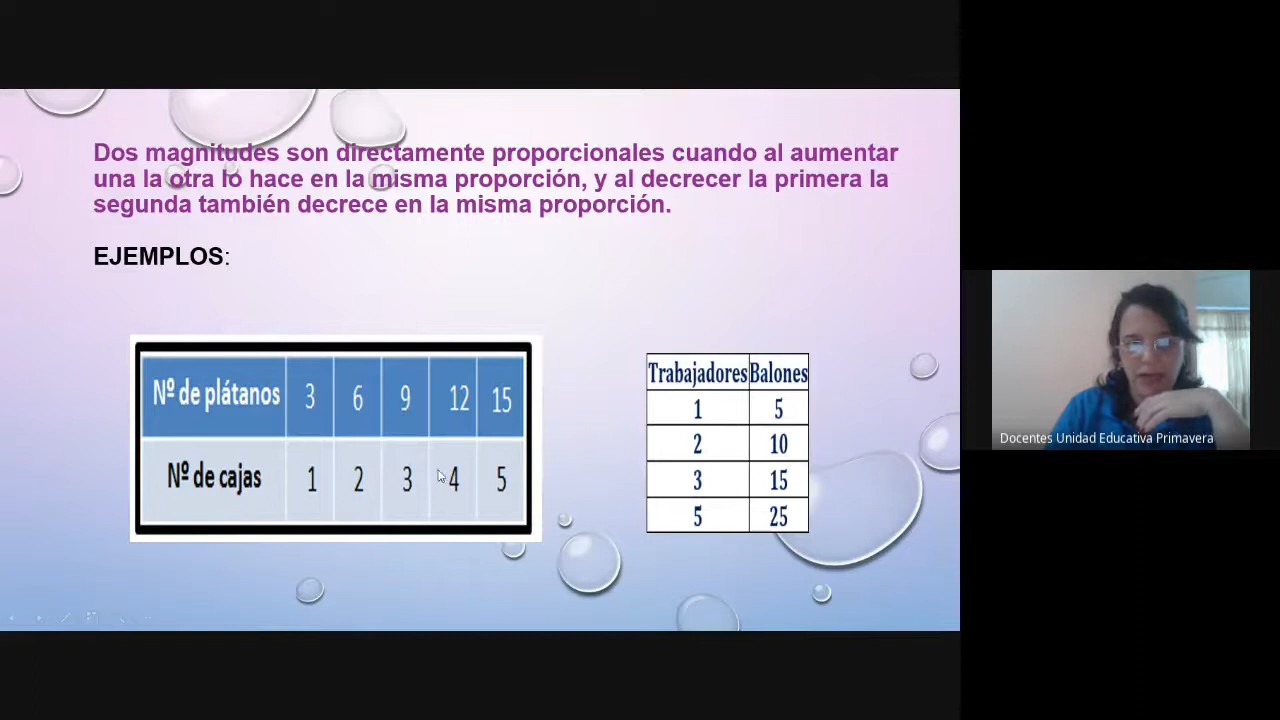 Dos magnitudes son directamente proporcionales cuando al aumentar
una la otra lo hace en la misma proporción, y al decrecer la primera la
segunda también decrece en la misma proporción.
EJEMPLOS:
Nº de plátanos 3 6 9 12 15
Nº de cajas 1 2 3 4 5
Trabajadores Balones
1 5
2 10
3 15
5 25
Docentes Unidad Educativa Primavera